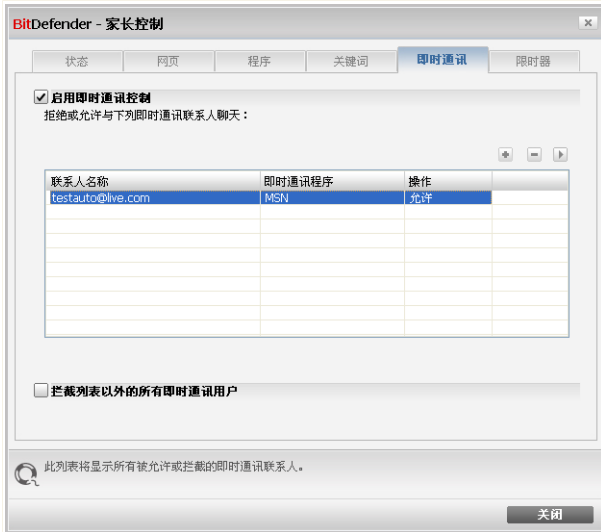 BitDefender - 家长控制
状态 网页 程序 关键词 即时通讯 限时器
启用即时通讯控制
拒绝或允许与下列即时通讯联系人聊天：
联系人名称 即时通讯程序 操作
testauto@live.com MSN 允许
拦截列表以外的所有即时通讯用户
此列表将显示所有被允许或拦截的即时通讯联系人。
关闭